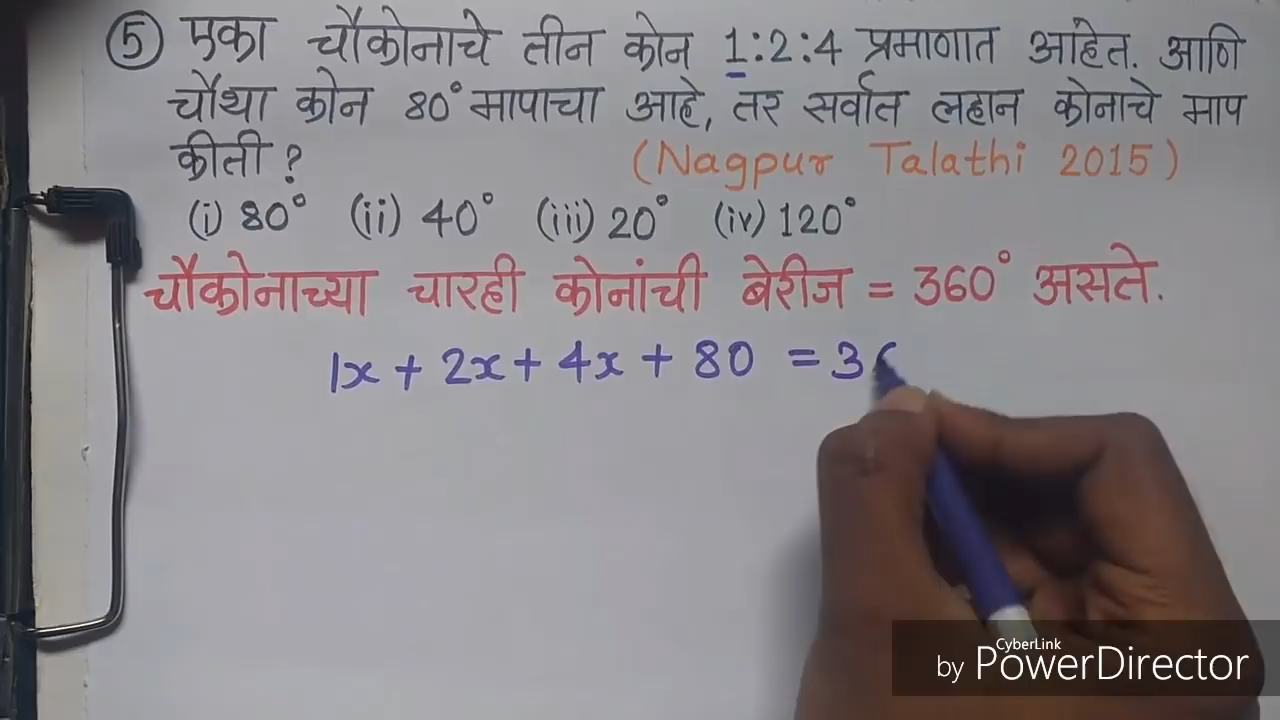 ⑤ एका चौकोनाचे तीन कोन 1:2:4 प्रमाणात आहेत. आणि
चौथा कोन 80° मापाचा आहे, तर सर्वात लहान कोनाचे माप
कीती ? (Nagpur Talathi 2015)
(i) 80° (ii) 40° (iii) 20° (iv) 120°
चौकोनाच्या चारही कोनांची बेरीज = 360° असते.
1x + 2x + 4x + 80 = 36
by CyberLink PowerDirector